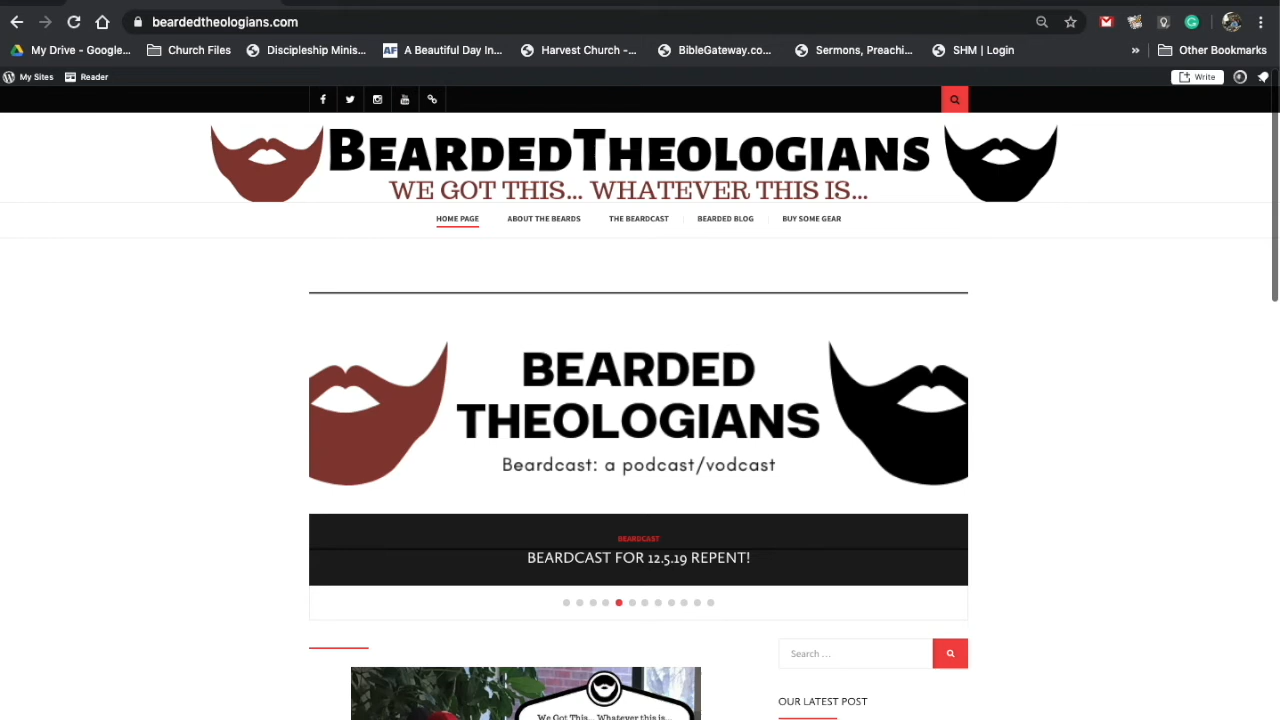 beardedtheologians.com
My Drive - Google...
Church Files
Discipleship Minis...
AF A Beautiful Day In...
Harvest Church -...
BibleGateway.co...
Sermons, Preachi...
SHM | Login
»
Other Bookmarks
My Sites
Reader
Write
BEARDEDTHEOLOGIANS
WE GOT THIS... WHATEVER THIS IS...
HOME PAGE
ABOUT THE BEARDS
THE BEARDCAST
BEARDED BLOG
BUY SOME GEAR
BEARDED
THEOLOGIANS
Beardcast: a podcast/vodcast
BEARDCAST
BEARDCAST FOR 12.5.19 REPENT!
Search ...
OUR LATEST POST
We Got This... Whatever this is...